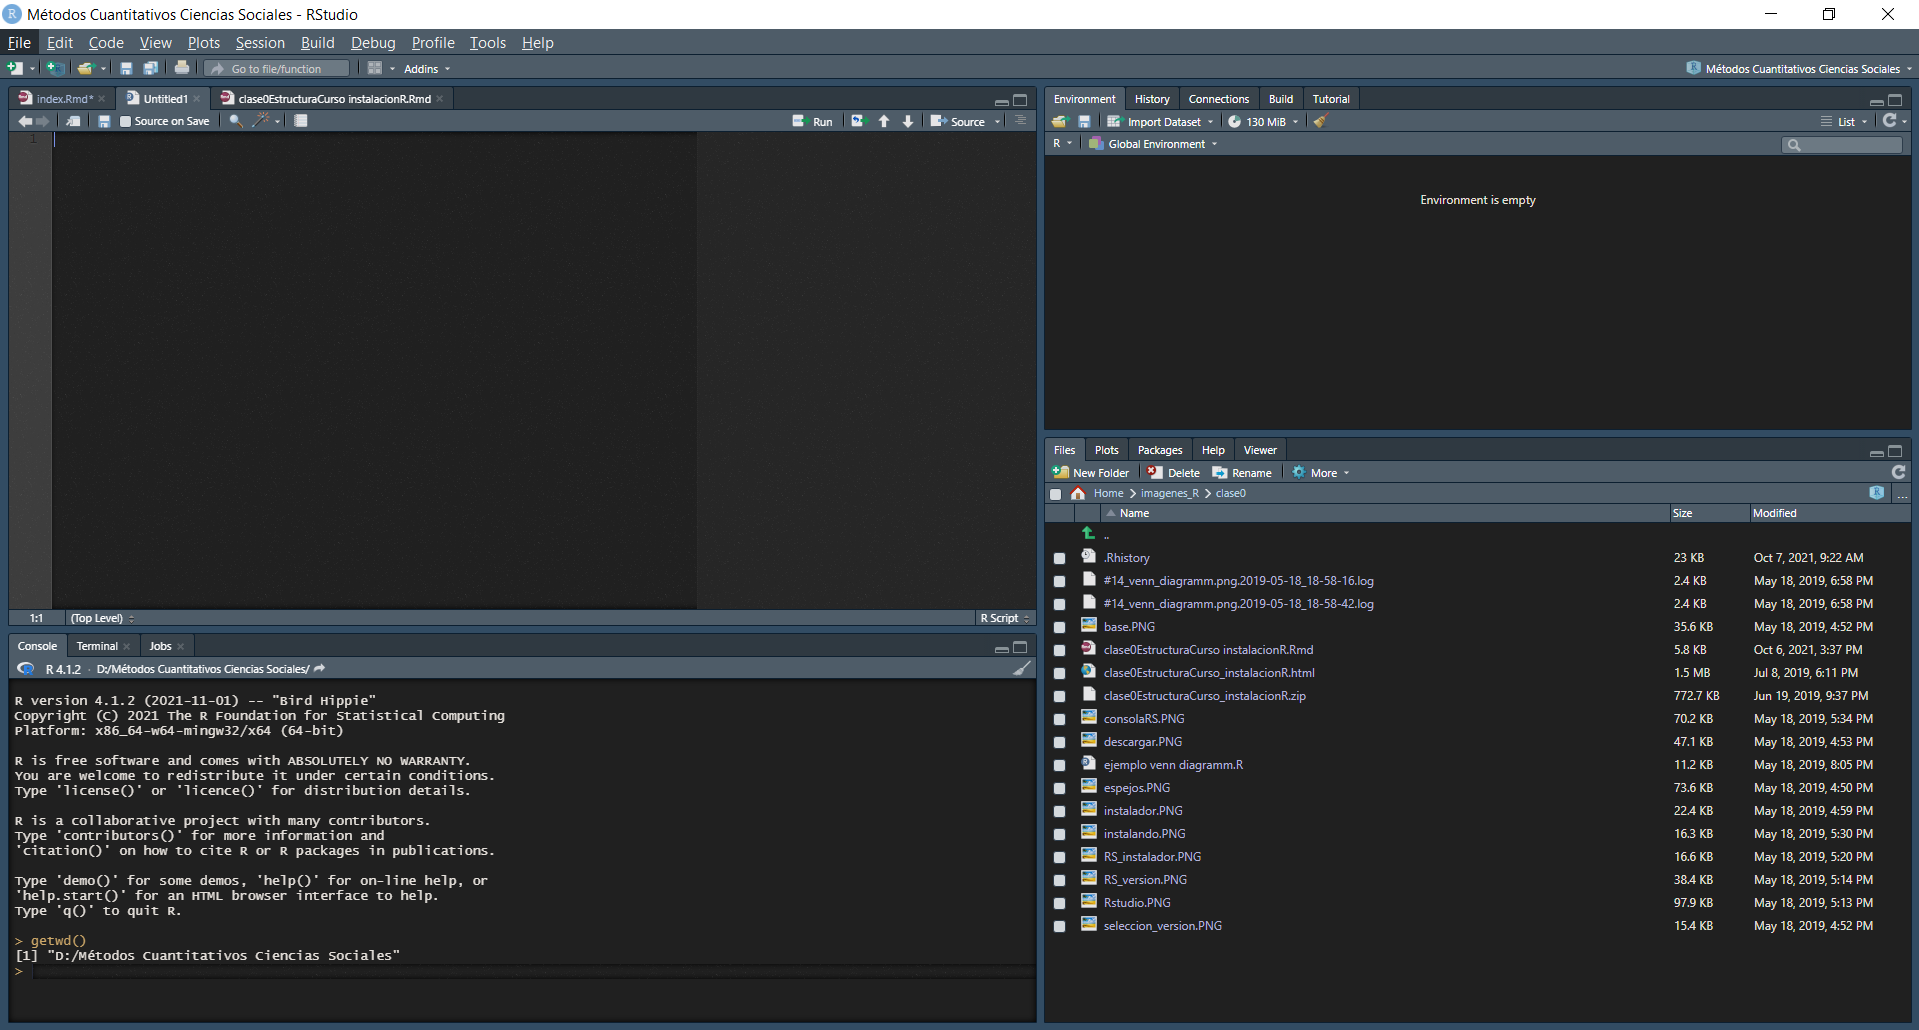 Métodos Cuantitativos Ciencias Sociales - RStudio
File Edit Code View Plots Session Build Debug Profile Tools Help
Go to file/function Addins Métodos Cuantitativos Ciencias Sociales
index.Rmd* Untitled1 clase0EstructuraCurso instalacionR.Rmd
Source on Save Run Source
1
1:1 (Top Level) R Script
Console Terminal Jobs
R 4.1.2 · D:/Métodos Cuantitativos Ciencias Sociales/
R version 4.1.2 (2021-11-01) -- "Bird Hippie"
Copyright (C) 2021 The R Foundation for Statistical Computing
Platform: x86_64-w64-mingw32/x64 (64-bit)
R is free software and comes with ABSOLUTELY NO WARRANTY.
You are welcome to redistribute it under certain conditions.
Type 'license()' or 'licence()' for distribution details.
R is a collaborative project with many contributors.
Type 'contributors()' for more information and
'citation()' on how to cite R or R packages in publications.
Type 'demo()' for some demos, 'help()' for on-line help, or
'help.start()' for an HTML browser interface to help.
Type 'q()' to quit R.
> getwd()
[1] "D:/Métodos Cuantitativos Ciencias Sociales"
>
Environment History Connections Build Tutorial
Import Dataset 130 MiB List
R Global Environment
Environment is empty
Files Plots Packages Help Viewer
New Folder Delete Rename More
Home > imagenes_R > clase0 ...
Name Size Modified
..
.Rhistory 23 KB Oct 7, 2021, 9:22 AM
#14_venn_diagramm.png.2019-05-18_18-58-16.log 2.4 KB May 18, 2019, 6:58 PM
#14_venn_diagramm.png.2019-05-18_18-58-42.log 2.4 KB May 18, 2019, 6:58 PM
base.PNG 35.6 KB May 18, 2019, 4:52 PM
clase0EstructuraCurso instalacionR.Rmd 5.8 KB Oct 6, 2021, 3:37 PM
clase0EstructuraCurso_instalacionR.html 1.5 MB Jul 8, 2019, 6:11 PM
clase0EstructuraCurso_instalacionR.zip 772.7 KB Jun 19, 2019, 9:37 PM
consolaRS.PNG 70.2 KB May 18, 2019, 5:34 PM
descargar.PNG 47.1 KB May 18, 2019, 4:53 PM
ejemplo venn diagramm.R 11.2 KB May 18, 2019, 8:05 PM
espejos.PNG 73.6 KB May 18, 2019, 4:50 PM
instalador.PNG 22.4 KB May 18, 2019, 4:59 PM
instalando.PNG 16.3 KB May 18, 2019, 5:30 PM
RS_instalador.PNG 16.6 KB May 18, 2019, 5:20 PM
RS_version.PNG 38.4 KB May 18, 2019, 5:14 PM
Rstudio.PNG 97.9 KB May 18, 2019, 5:13 PM
seleccion_version.PNG 15.4 KB May 18, 2019, 4:52 PM